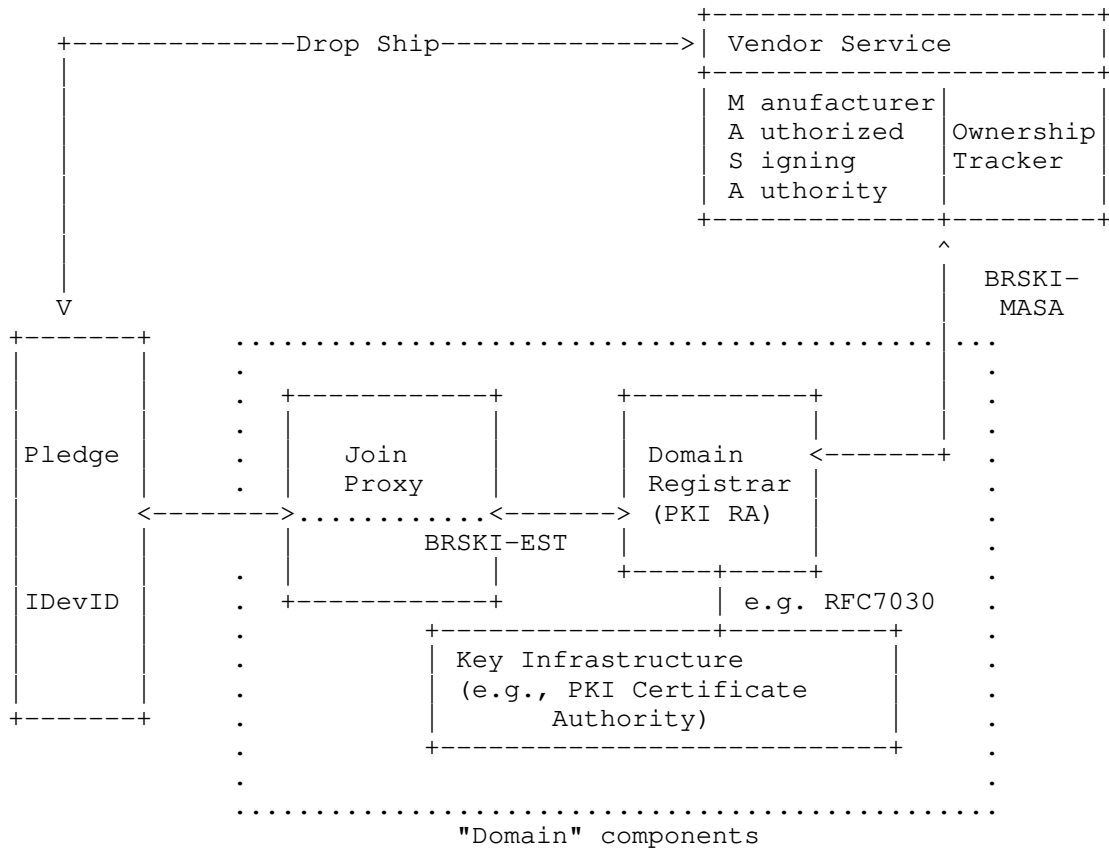 Drop Ship
Vendor Service
M anufacturer
A uthorized
S igning
A uthority
Ownership
Tracker
V
BRSKI-
MASA
Pledge
IDevID
Join
Proxy
BRSKI-EST
Domain
Registrar
(PKI RA)
e.g. RFC7030
Key Infrastructure
(e.g., PKI Certificate
Authority)
"Domain" components